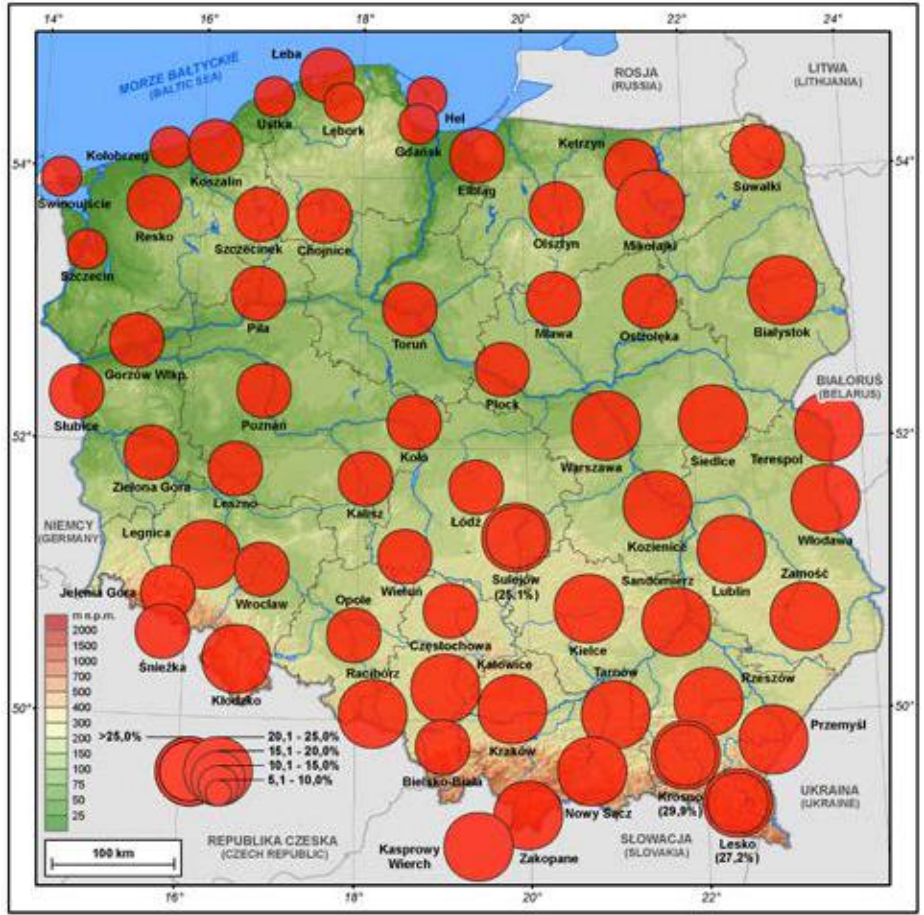 14° 16° 18° 20° 22° 24°
MORZE BAŁTYCKIE
(BALTIC SEA)
ROSJA
(RUSSIA)
LITWA
(LITHUANIA)
Łeba
Ustka
Lębork
Hel
Gdańsk
Kołobrzeg
Koszalin
Elbląg
Kętrzyn
Suwałki
54° 54°
Świnoujście
Resko
Szczecinek
Chojnice
Olsztyn
Mikołajki
Szczecin
Piła
Toruń
Mława
Ostrołęka
Białystok
Gorzów Wlkp.
Płock
BIAŁORUŚ
(BELARUS)
Słubice
Poznań
52° 52°
Koło
Warszawa
Siedlce
Terespol
Zielona Góra
Leszno
Kalisz
Łódź
NIEMCY
(GERMANY)
Legnica
Kozienice
Włodawa
Sulejów
(25,1%)
Lublin
Zamość
Jelenia Góra
Wrocław
Wieluń
Sandomierz
Opole
m n.p.m.
2000
1500
1000
700
500
400
300
200
150
100
75
50
25
Śnieżka
Częstochowa
Kielce
Racibórz
Katowice
Tarnów
Rzeszów
Kłodzko
50° 50°
Przemyśl
>25,0%
20,1 - 25,0%
15,1 - 20,0%
10,1 - 15,0%
5,1 - 10,0%
Kraków
Bielsko-Biała
Nowy Sącz
Krosno
(29,9%)
UKRAINA
(UKRAINE)
REPUBLIKA CZESKA
(CZECH REPUBLIC)
SŁOWACJA
(SLOVAKIA)
Lesko
(27,2%)
100 km
Kasprowy
Wierch
Zakopane
16° 18° 20° 22°